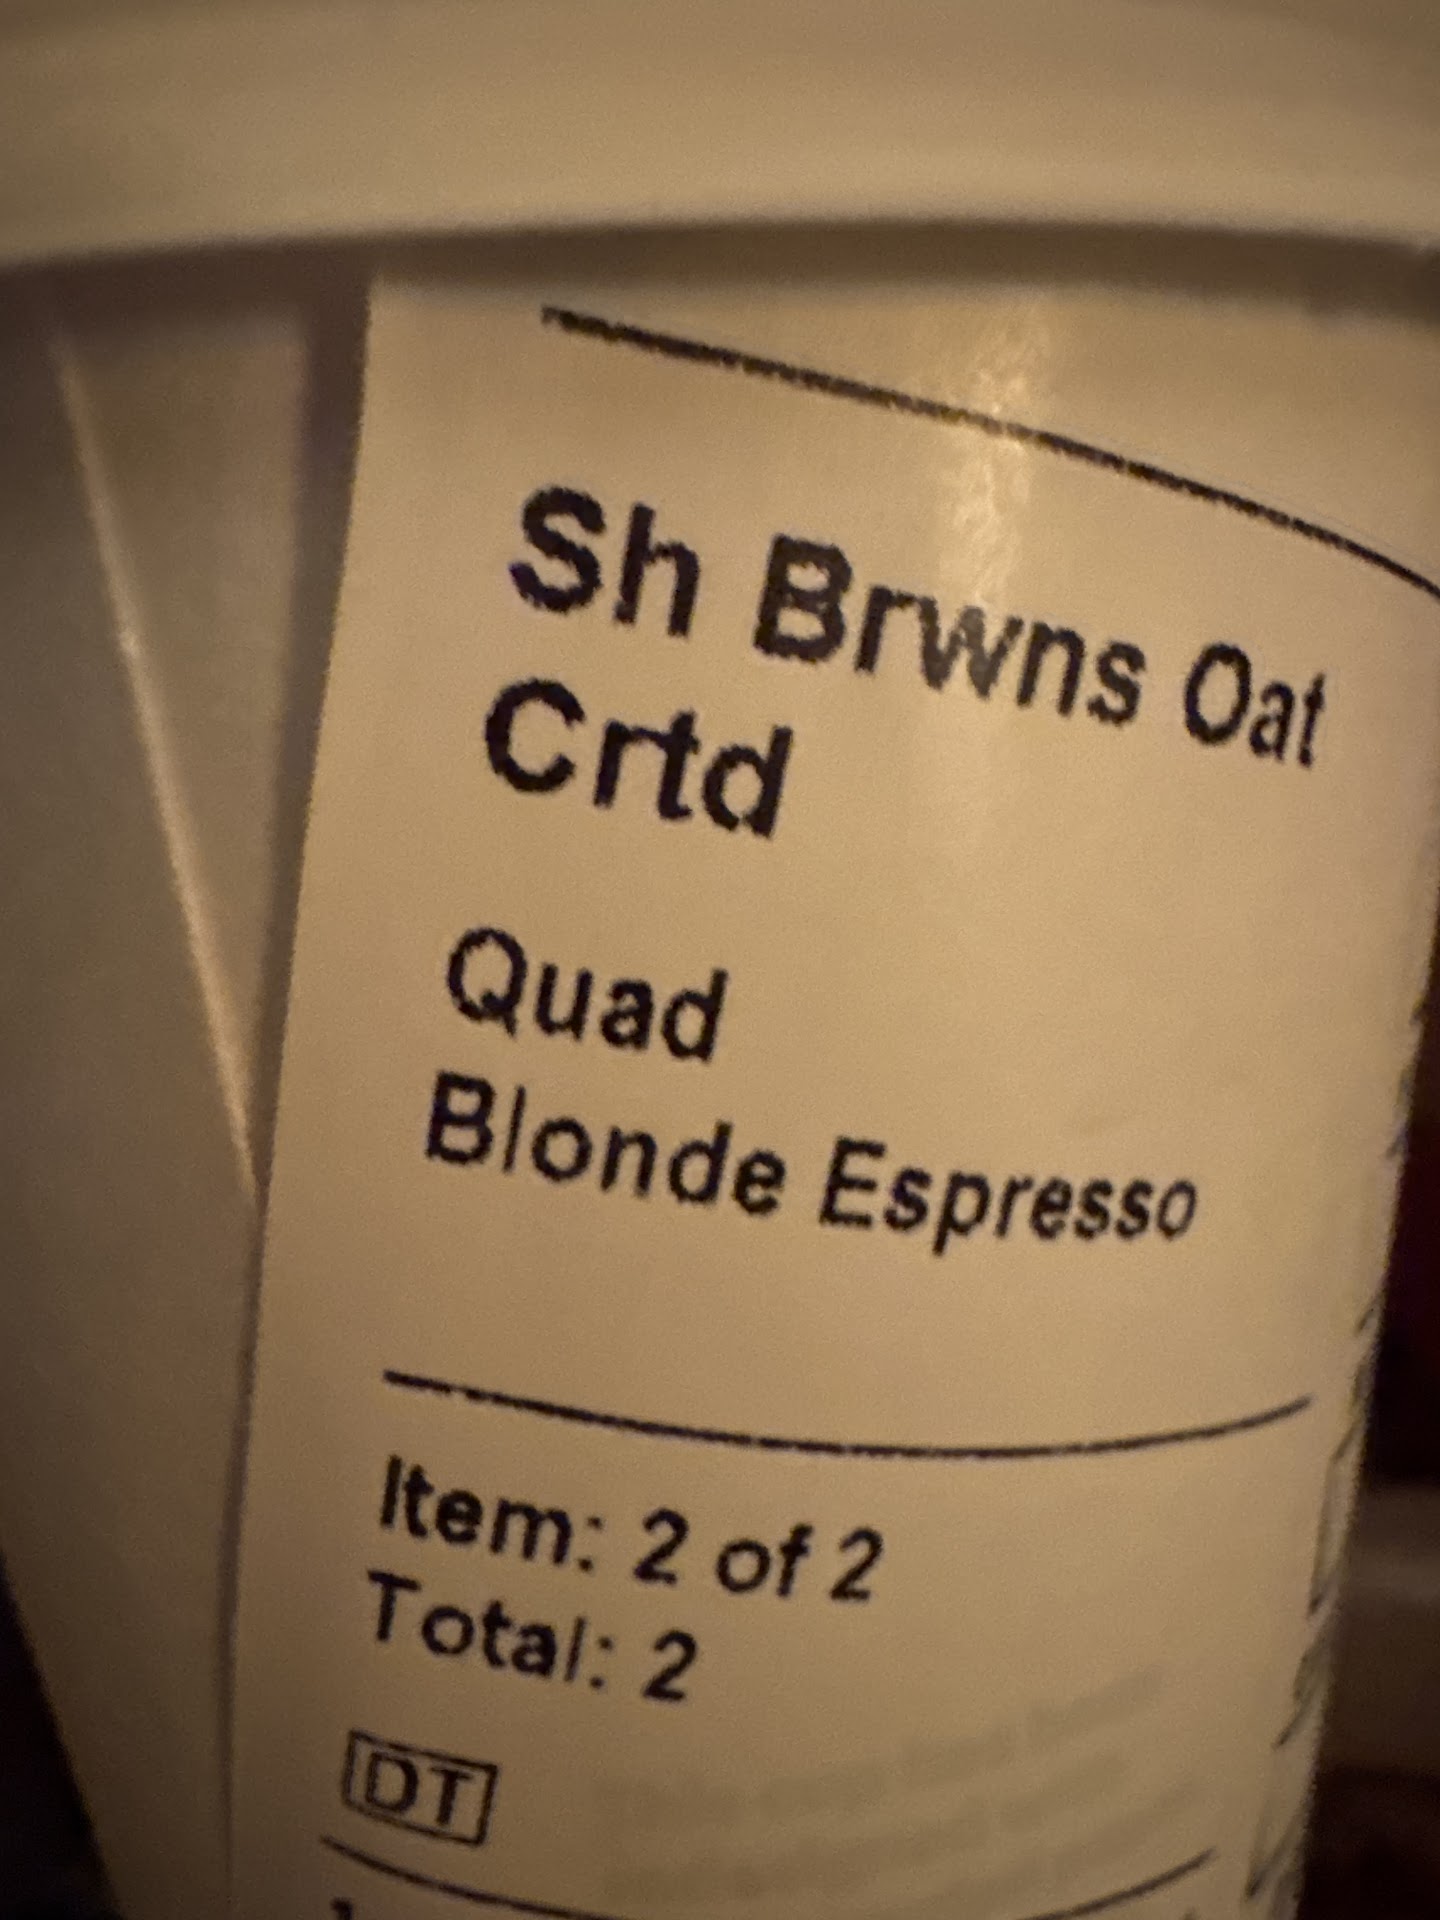 Sh Brwns Oat
Crtd
Quad
Blonde Espresso
Item: 2 of 2
Total: 2
DT